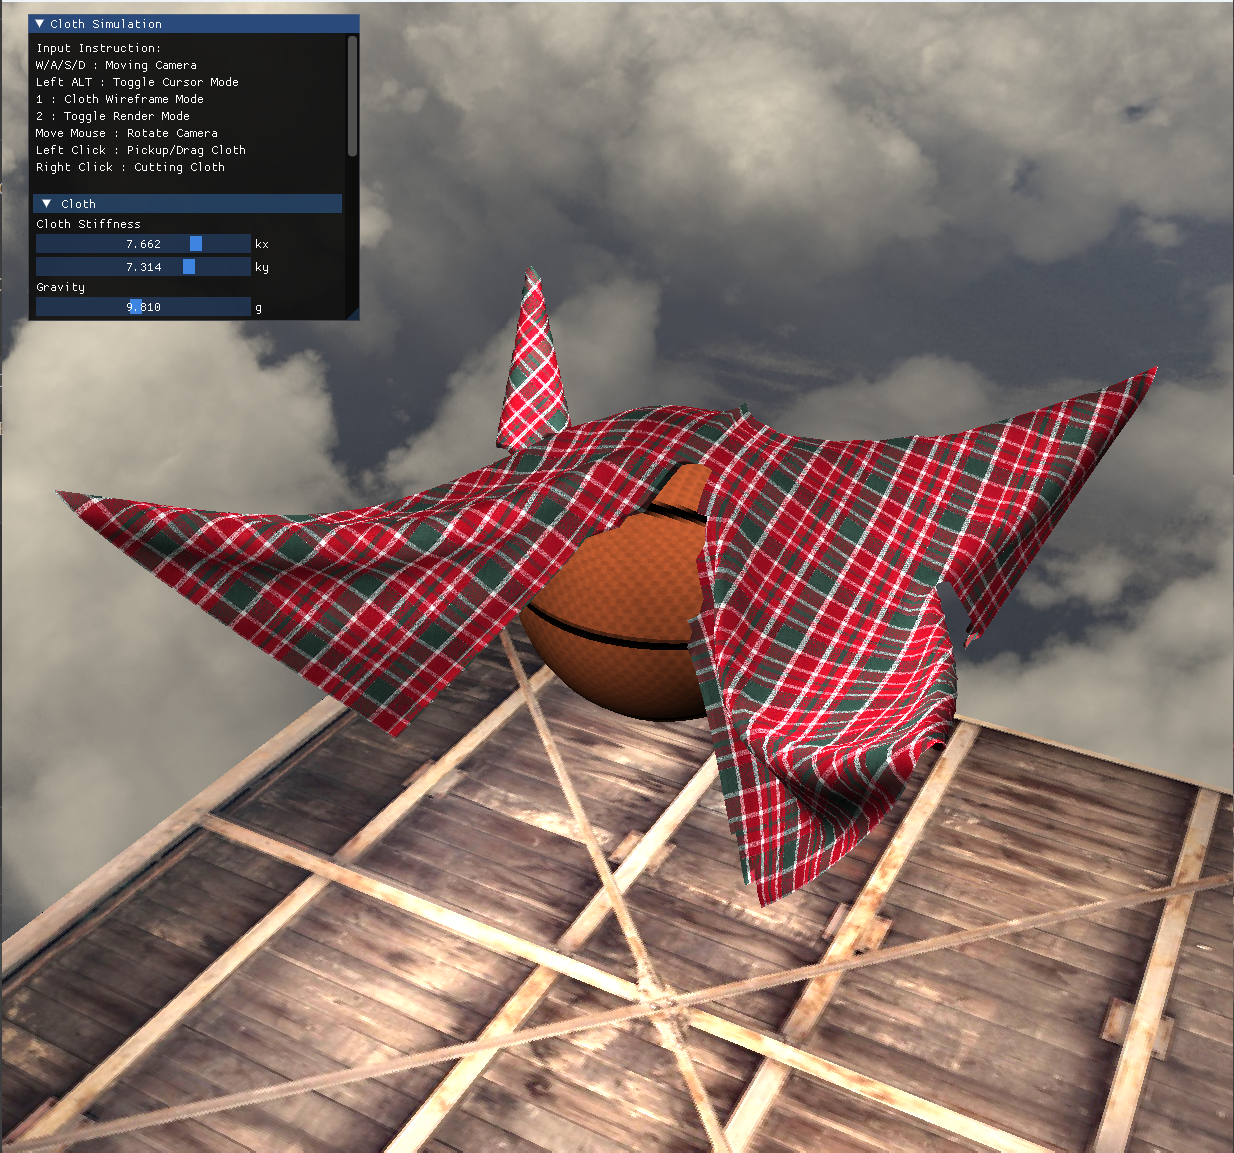 Cloth Simulation
Input Instruction:
W/A/S/D : Moving Camera
Left ALT : Toggle Cursor Mode
1 : Cloth Wireframe Mode
2 : Toggle Render Mode
Move Mouse : Rotate Camera
Left Click : Pickup/Drag Cloth
Right Click : Cutting Cloth
Cloth
Cloth Stiffness
7.662 kx
7.314 ky
Gravity
9.810 g